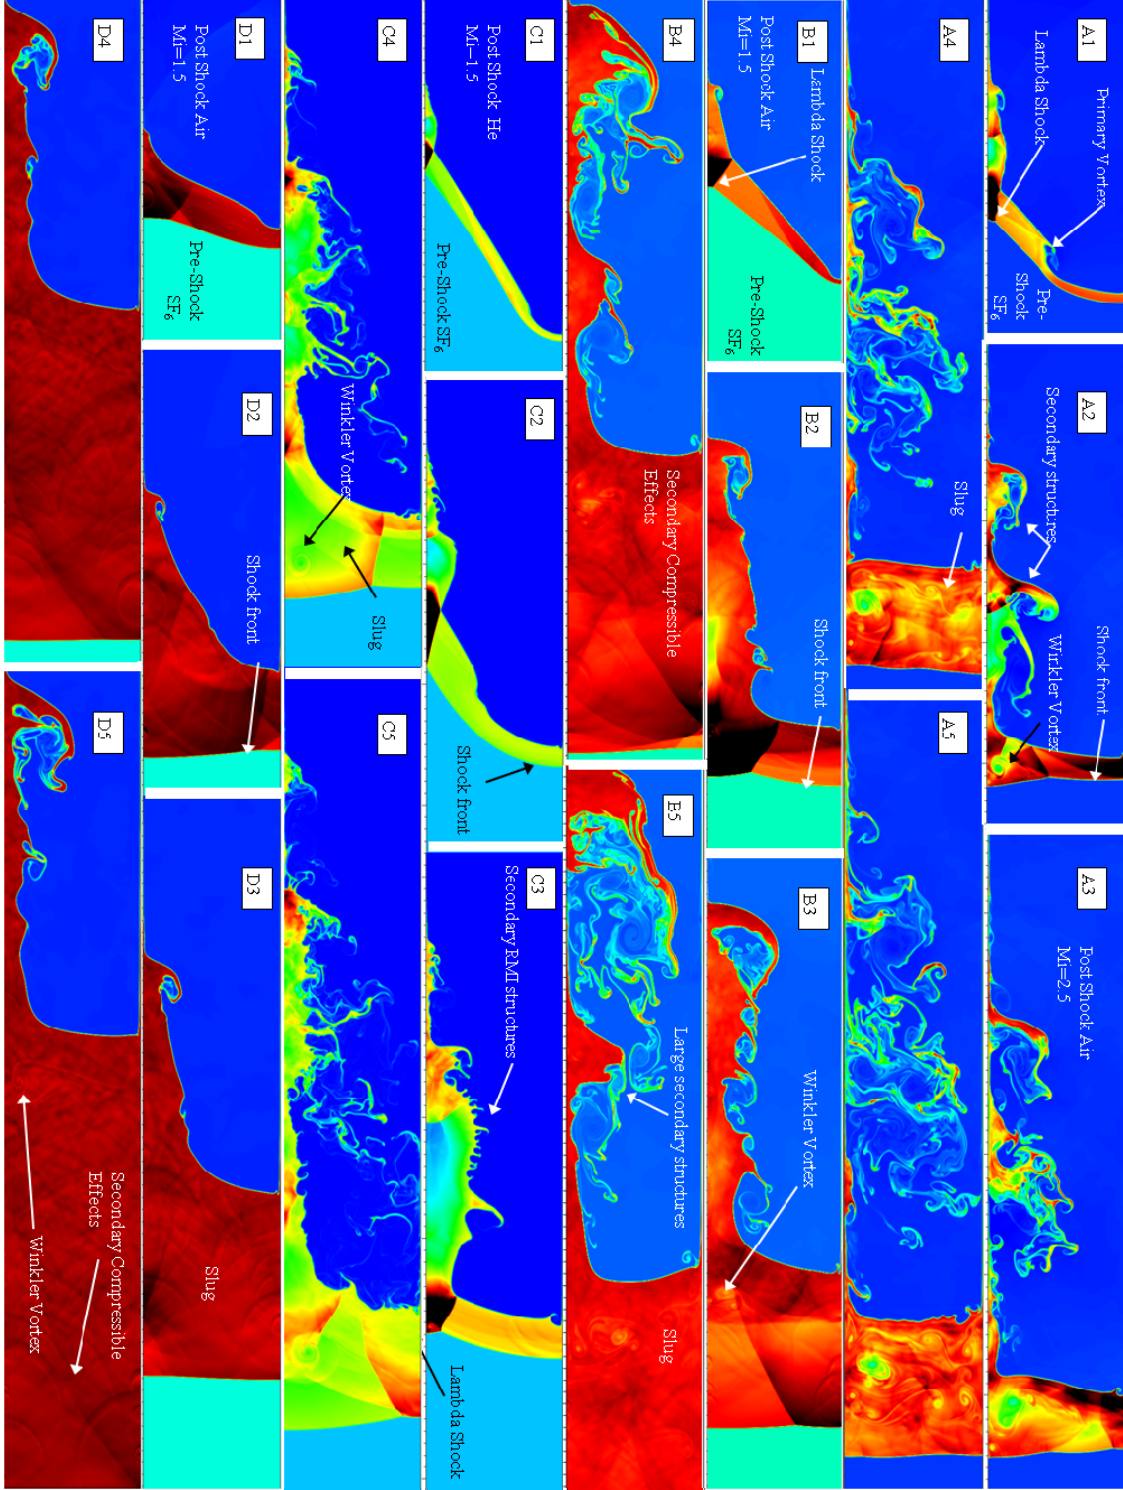 A1
Primary Vortex
Lambda Shock
Pre-
Shock
SF₆
A2
Secondary structures
Shock front
Winkler Vortex
A3
Post Shock Air
Mi=2.5
A4
Slug
A5
B1
Lambda Shock
Post Shock Air
Mi=1.5
Pre-Shock
SF₆
B2
Shock front
B3
Winkler Vortex
B4
Secondary Compressible
Effects
B5
Large secondary structures
Slug
C1
Post Shock He
Mi=1.5
Pre-Shock SF₆
C2
Shock front
C3
Secondary RMI structures
Lambda Shock
C4
Winkler Vortex
Slug
C5
D1
Post Shock Air
Mi=1.5
Pre-Shock
SF₆
D2
Shock front
D3
Slug
D4
D5
Secondary Compressible
Effects
Winkler Vortex